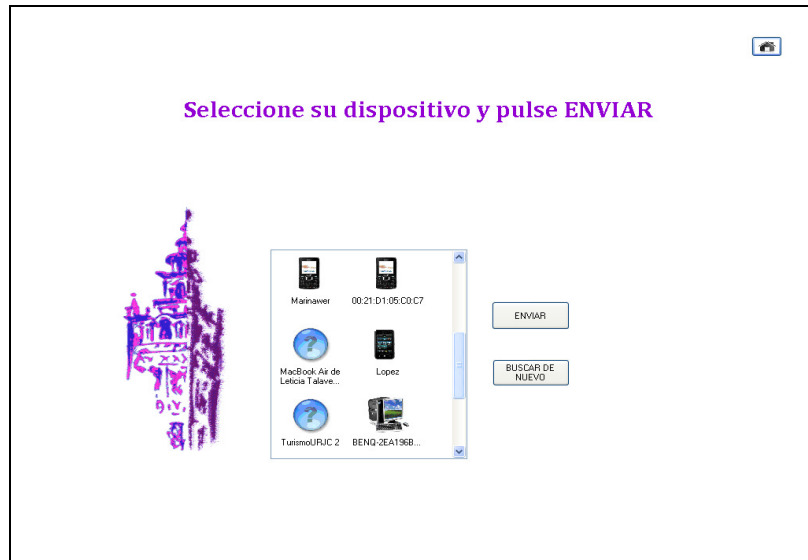 Seleccione su dispositivo y pulse ENVIAR
Marinawer
00:21:D1:05:C0:C7
MacBook Air de
Leticia Talave...
Lopez
TurismoURJC 2
BENQ-2EA196B...
ENVIAR
BUSCAR DE
NUEVO